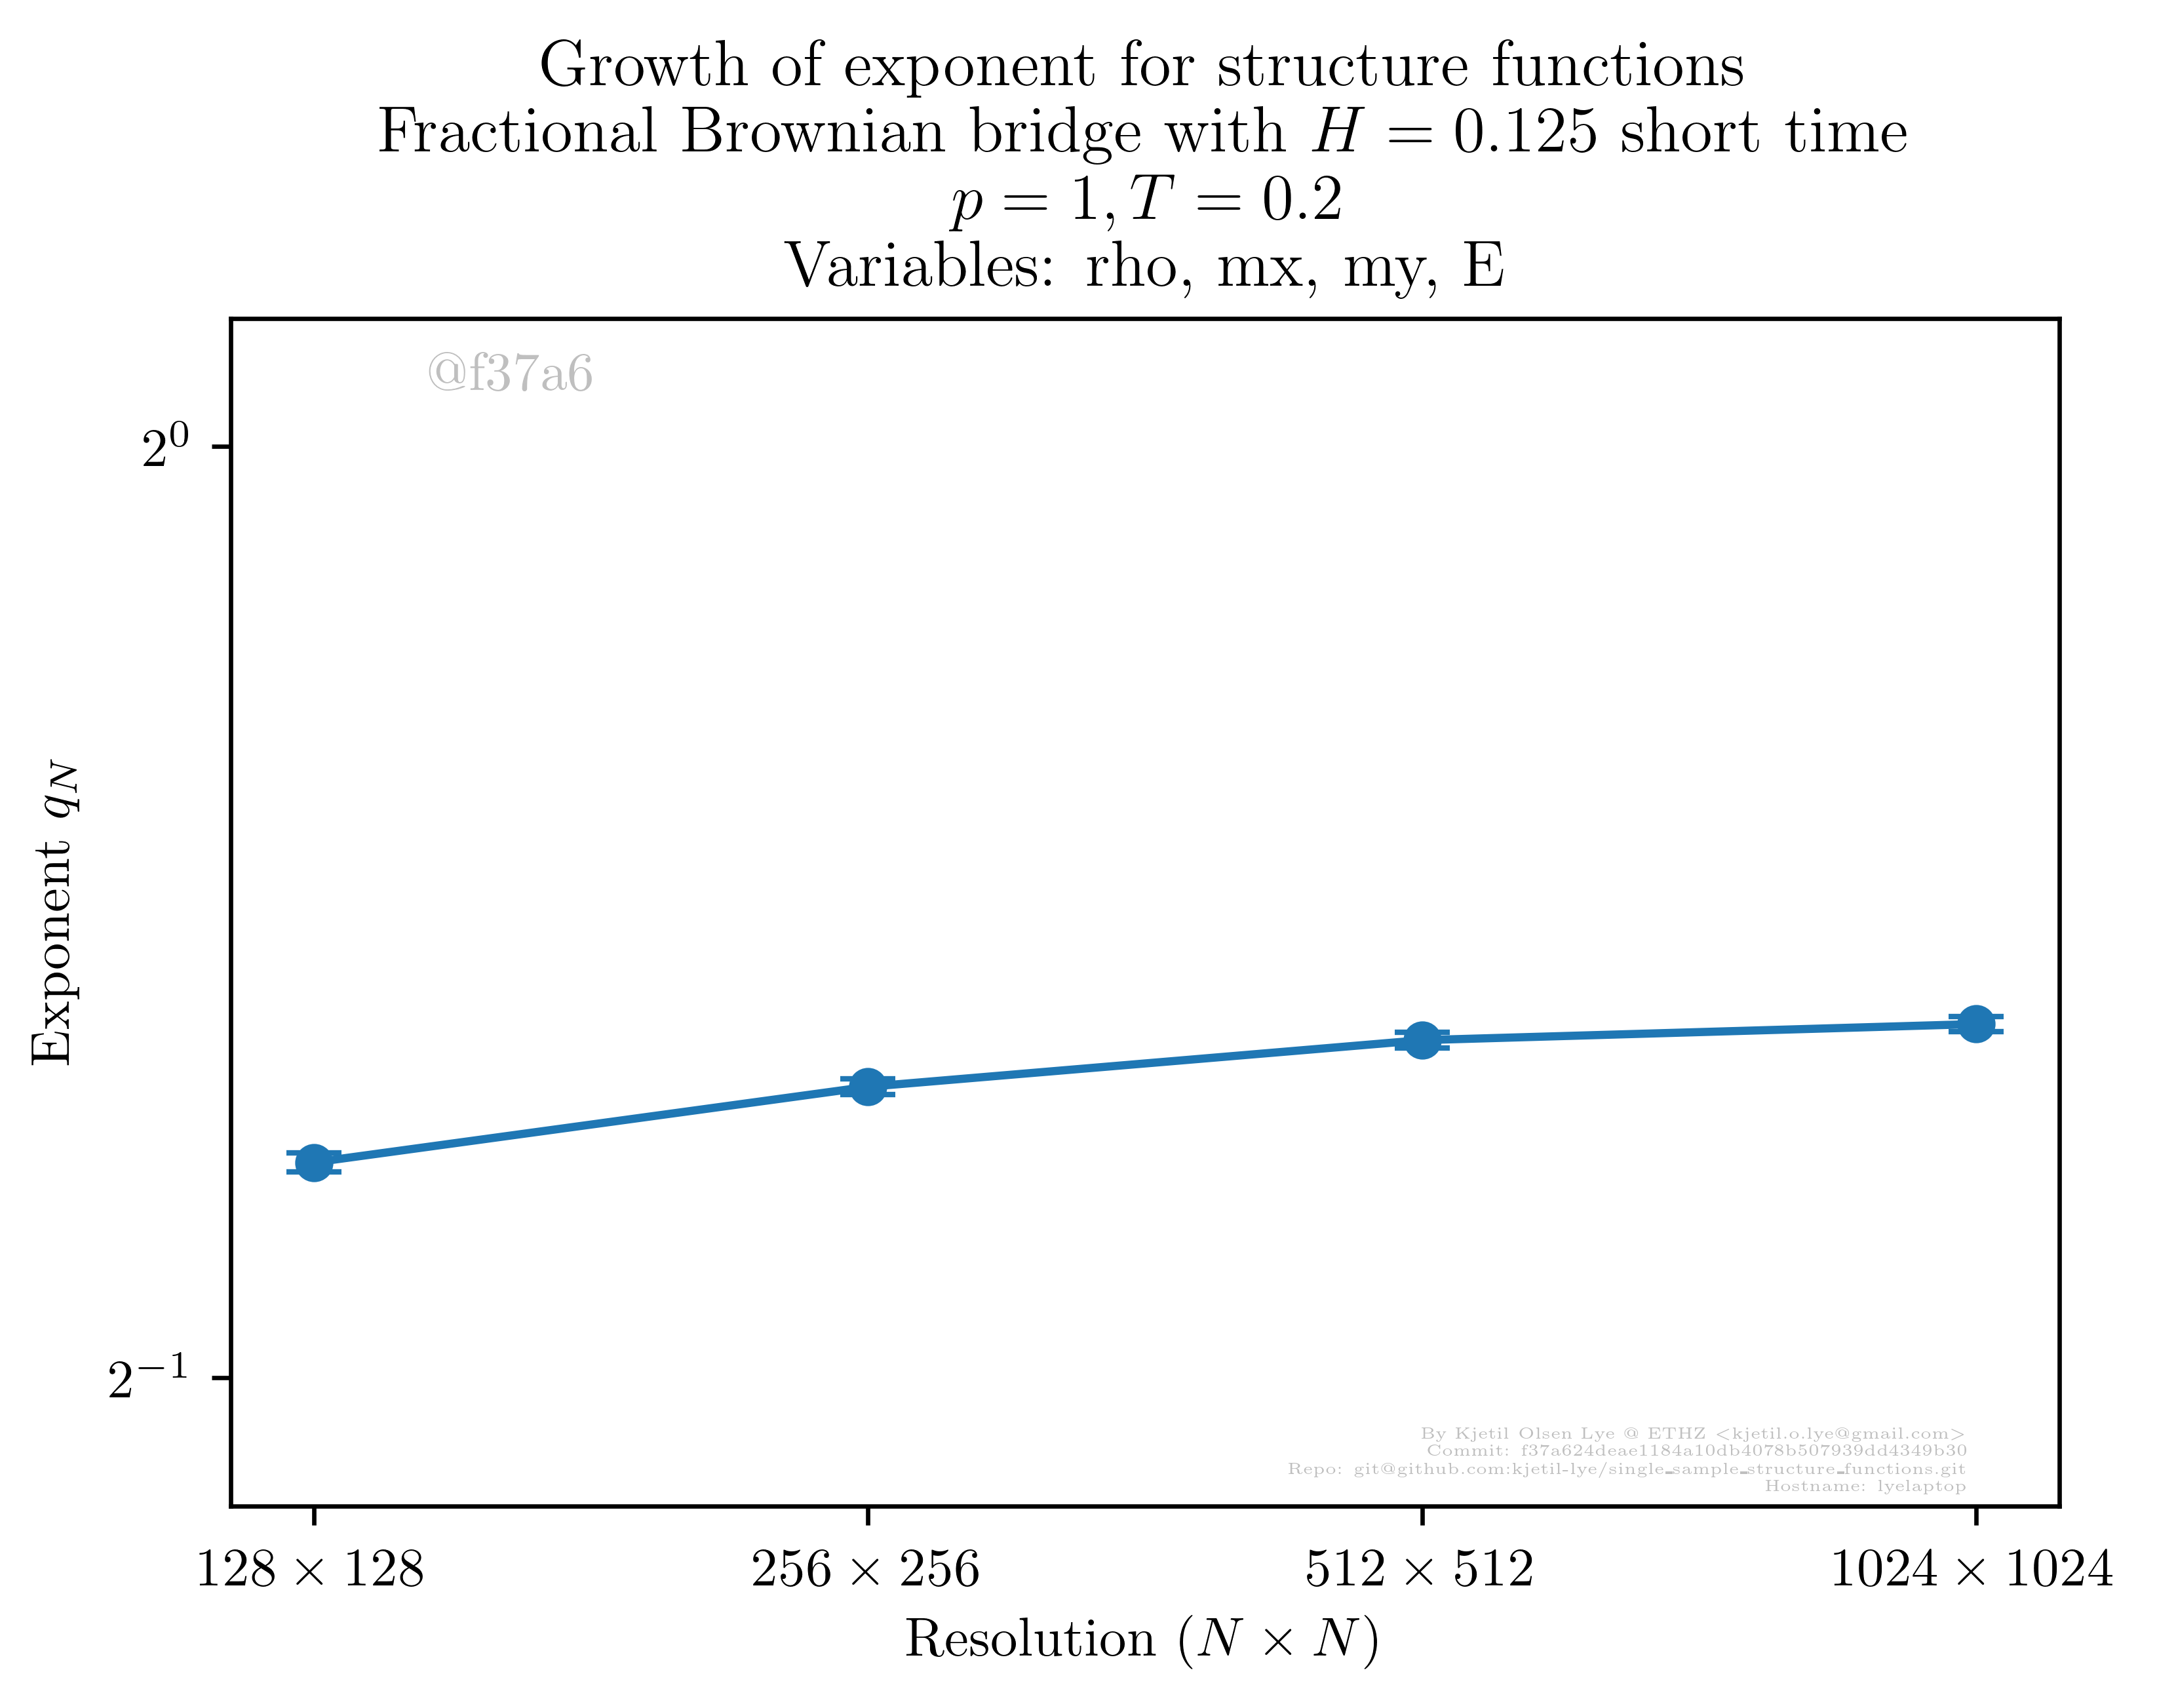 Growth of exponent for structure functions
Fractional Brownian bridge with H = 0.125 short time
p = 1, T = 0.2
Variables: rho, mx, my, E
@f37a6
2^0
Exponent q_N
2^{-1}
By Kjetil Olsen Lye @ ETHZ <kjetil.o.lye@gmail.com>
Commit: f37a624deae1184a10db4078b507939dd4349b30
Repo: git@github.com:kjetil-lye/single_sample_structure_functions.git
Hostname: lyelaptop
128 × 128 256 × 256 512 × 512 1024 × 1024
Resolution (N × N)